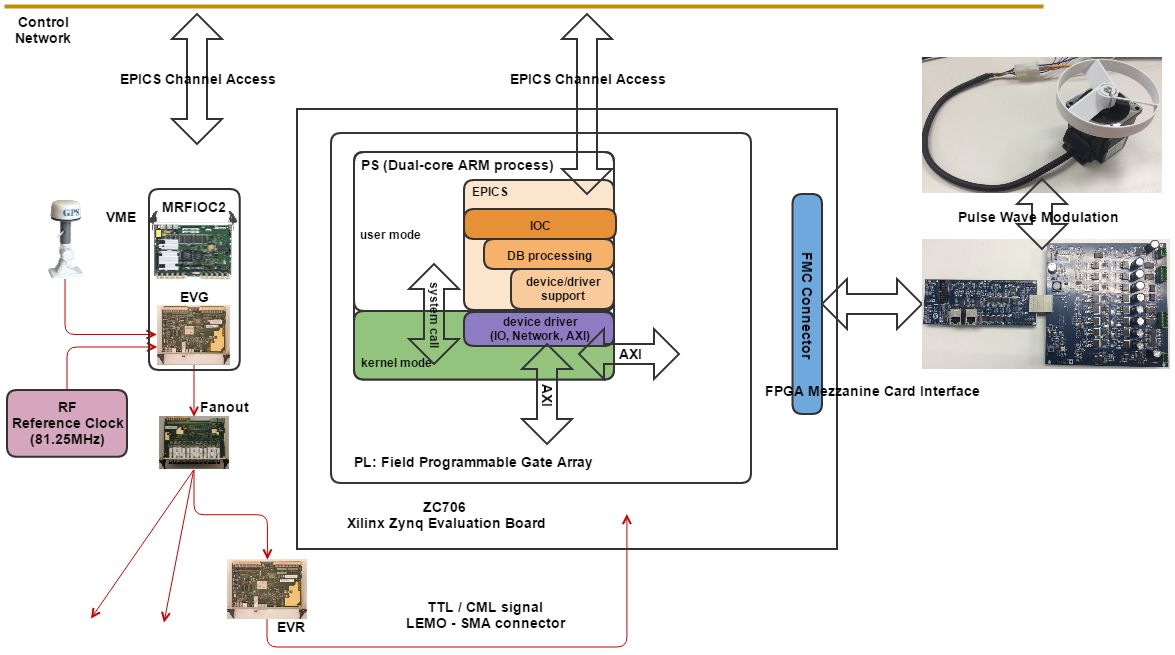 Control
Network
EPICS Channel Access
EPICS Channel Access
PS (Dual-core ARM process)
EPICS
IOC
DB processing
device/driver
support
user mode
system call
device driver
(IO, Network, AXI)
kernel mode
AXI
AXI
PL: Field Programmable Gate Array
ZC706
Xilinx Zynq Evaluation Board
GPS
VME
MRFIOC2
EVG
RF
Reference Clock
(81.25MHz)
Fanout
EVR
TTL / CML signal
LEMO - SMA connector
FMC Connector
FPGA Mezzanine Card Interface
Pulse Wave Modulation